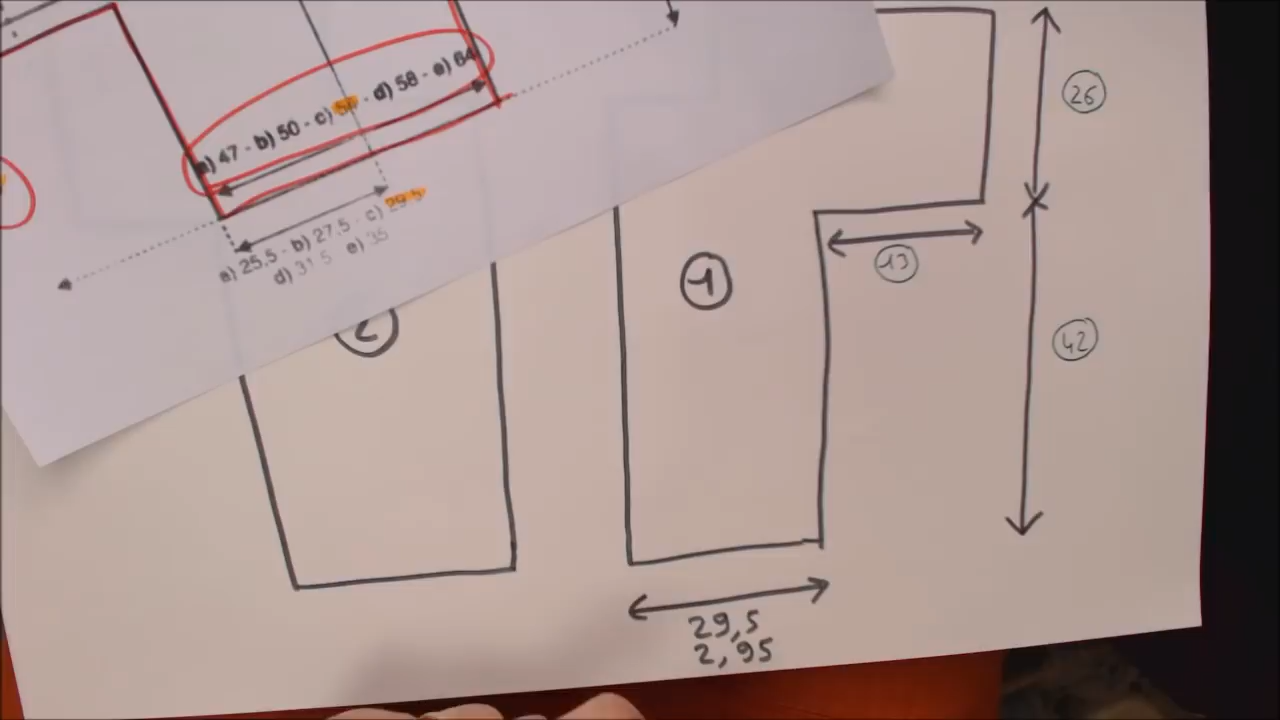 a) 47 - b) 50 - c) - d) 58 - e) 64
a) 25,5 - b) 27,5 - c) 29,5
d) 31 5 e) 35
2
1
26
13
42
29,5
2,95